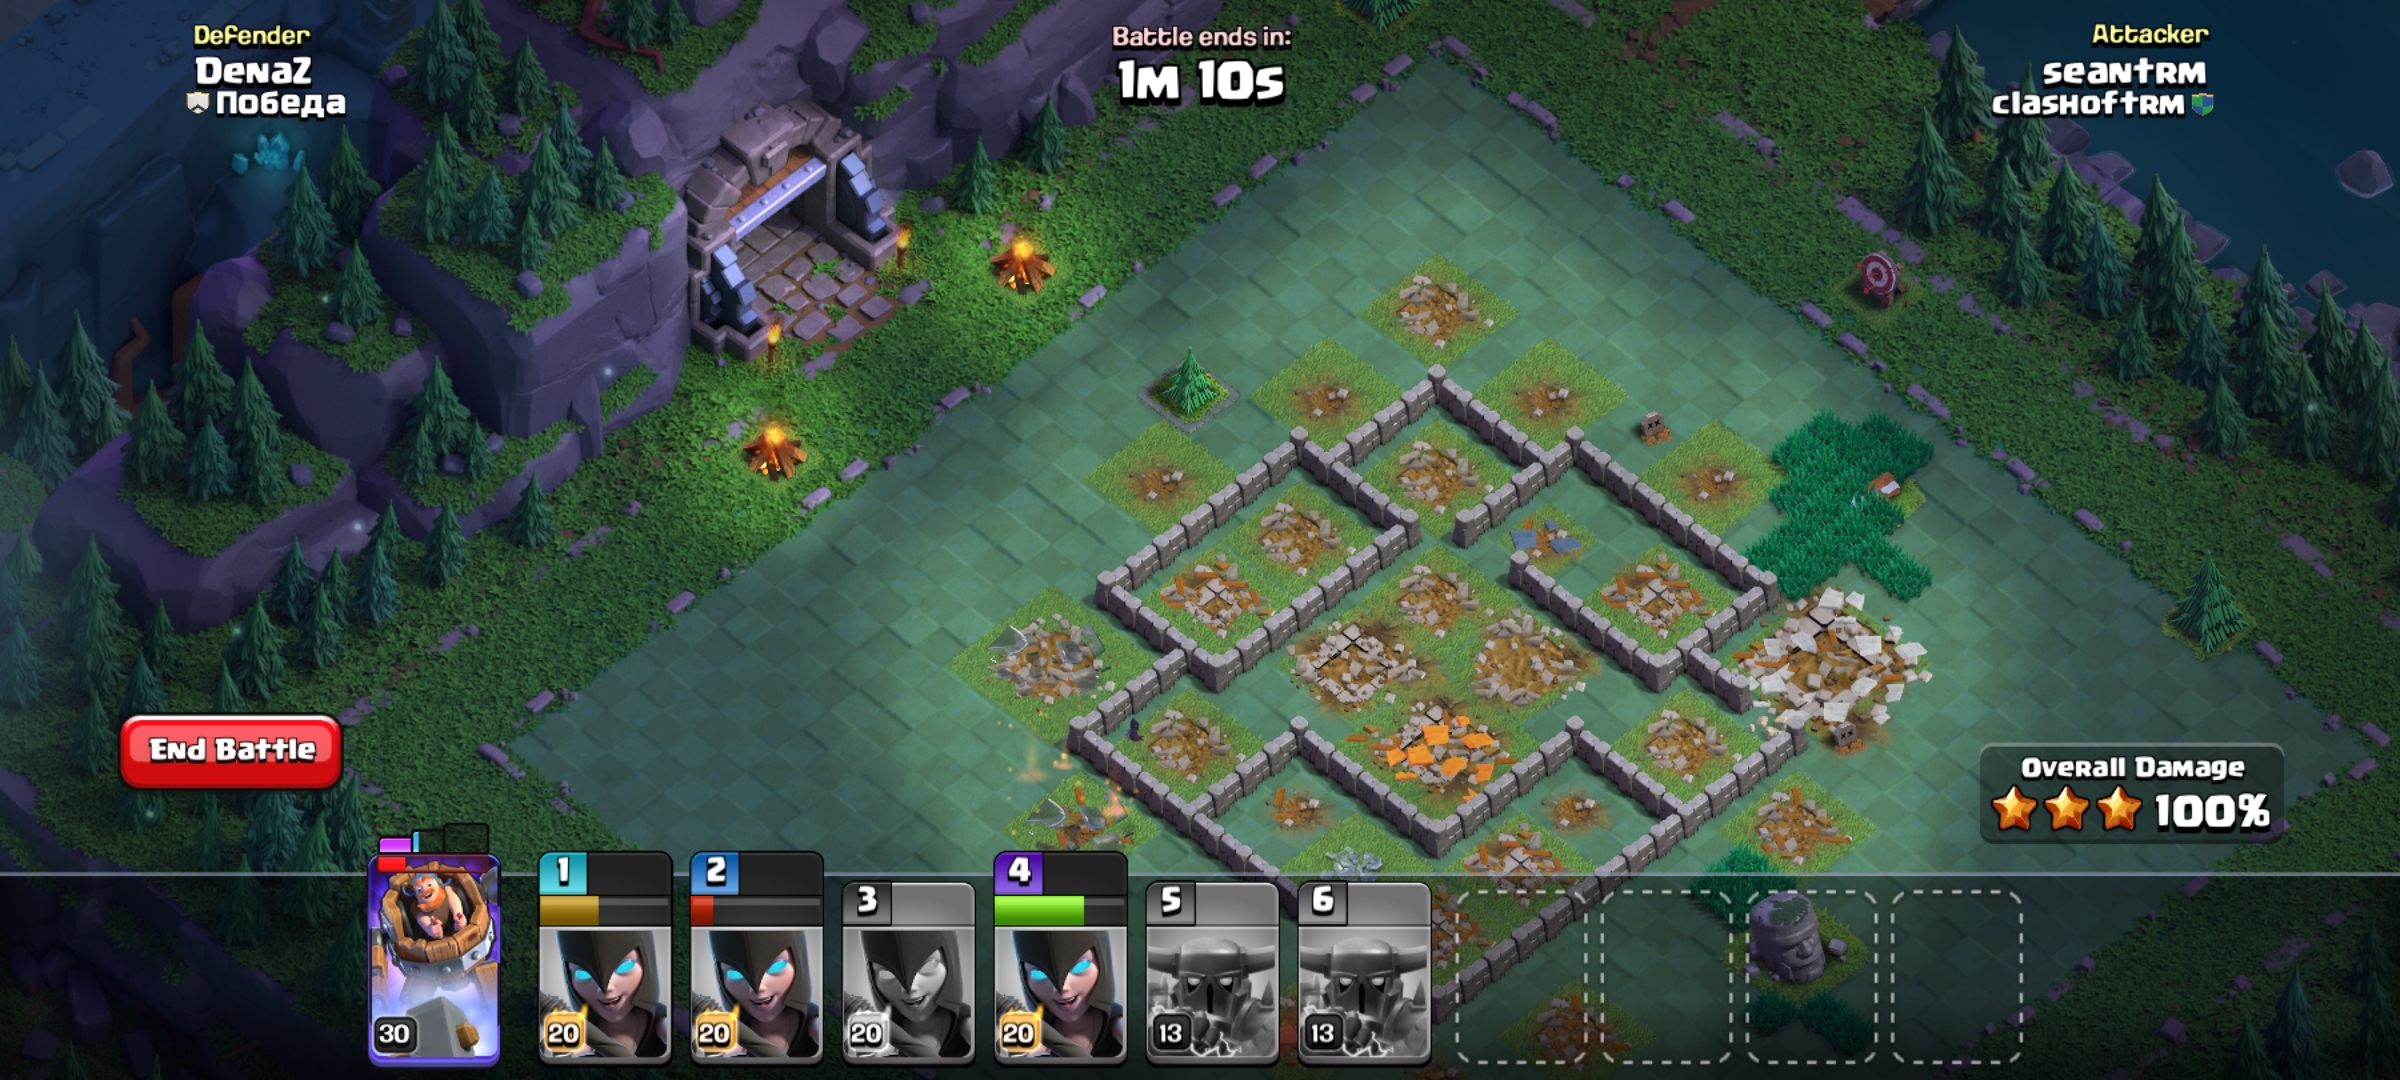 Defender
DenaZ
Победа
Battle ends in:
1m 10s
Attacker
seantrm
clashoftrm
End Battle
Overall Damage
100%
1
2
3
4
5
6
30
20
20
20
20
13
13